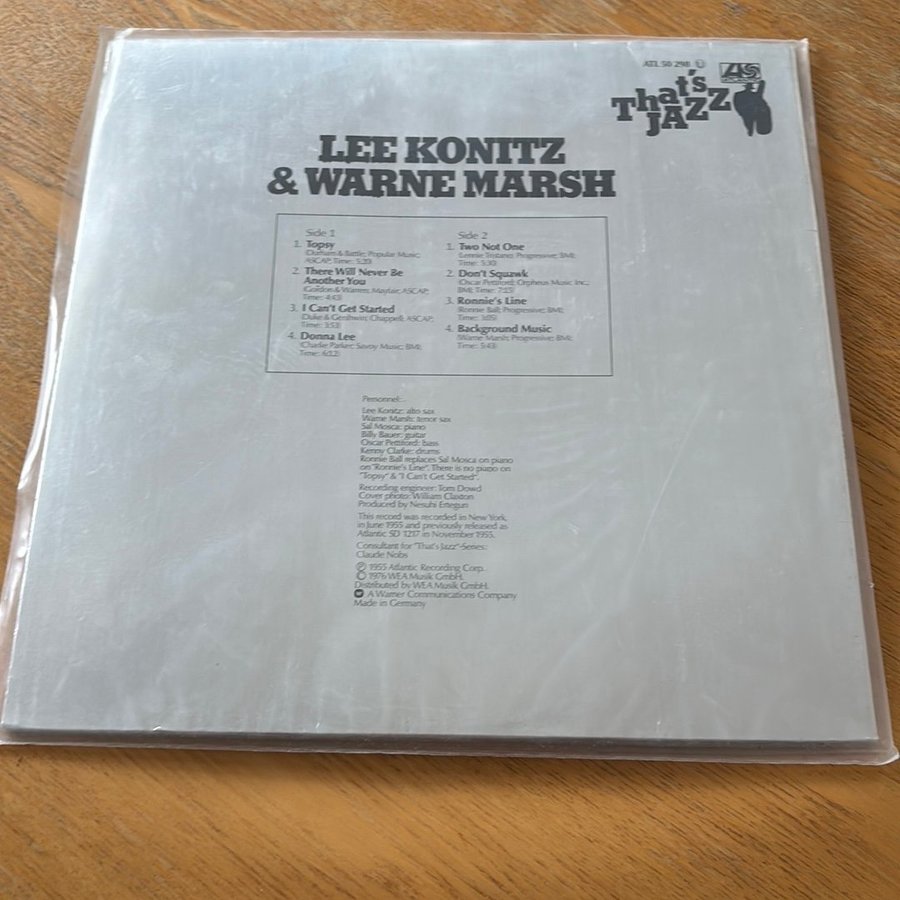 ATL 50 298 U
ATLANTIC
That's
JAZZ
LEE KONITZ
& WARNE MARSH
Side 1
1. Topsy
(Durham & Battle; Popular Music;
ASCAP; Time: 5:20)
2. There Will Never Be
Another You
(Gordon & Warren; Mayfair; ASCAP;
Time: 4:43)
3. I Can't Get Started
(Duke & Gershwin; Chappell; ASCAP;
Time: 3:53)
4. Donna Lee
(Charlie Parker; Savoy Music; BMI;
Time: 6:12)
Side 2
1. Two Not One
(Lennie Tristano; Progressive; BMI;
Time: 5:30)
2. Don't Squawk
(Oscar Pettiford; Orpheus Music Inc.,
BMI; Time: 7:15)
3. Ronnie's Line
(Ronnie Ball; Progressive; BMI;
Time: 3:05)
4. Background Music
(Warne Marsh; Progressive; BMI;
Time: 5:43)
Personnel:
Lee Konitz: alto sax
Warne Marsh: tenor sax
Sal Mosca: piano
Billy Bauer: guitar
Oscar Pettiford: bass
Kenny Clarke: drums
Ronnie Ball replaces Sal Mosca on piano
on "Ronnie's Line". There is no piano on
"Topsy" & "I Can't Get Started".
Recording engineer: Tom Dowd
Cover photo: William Claxton
Produced by Nesuhi Ertegun
This record was recorded in New York,
in June 1955 and previously released as
Atlantic SD 1217 in November 1955.
Consultant for "That's Jazz"-Series:
Claude Nobs
℗ 1955 Atlantic Recording Corp.
© 1976 WEA Musik GmbH.
Distributed by WEA Musik GmbH.
A Warner Communications Company
Made in Germany